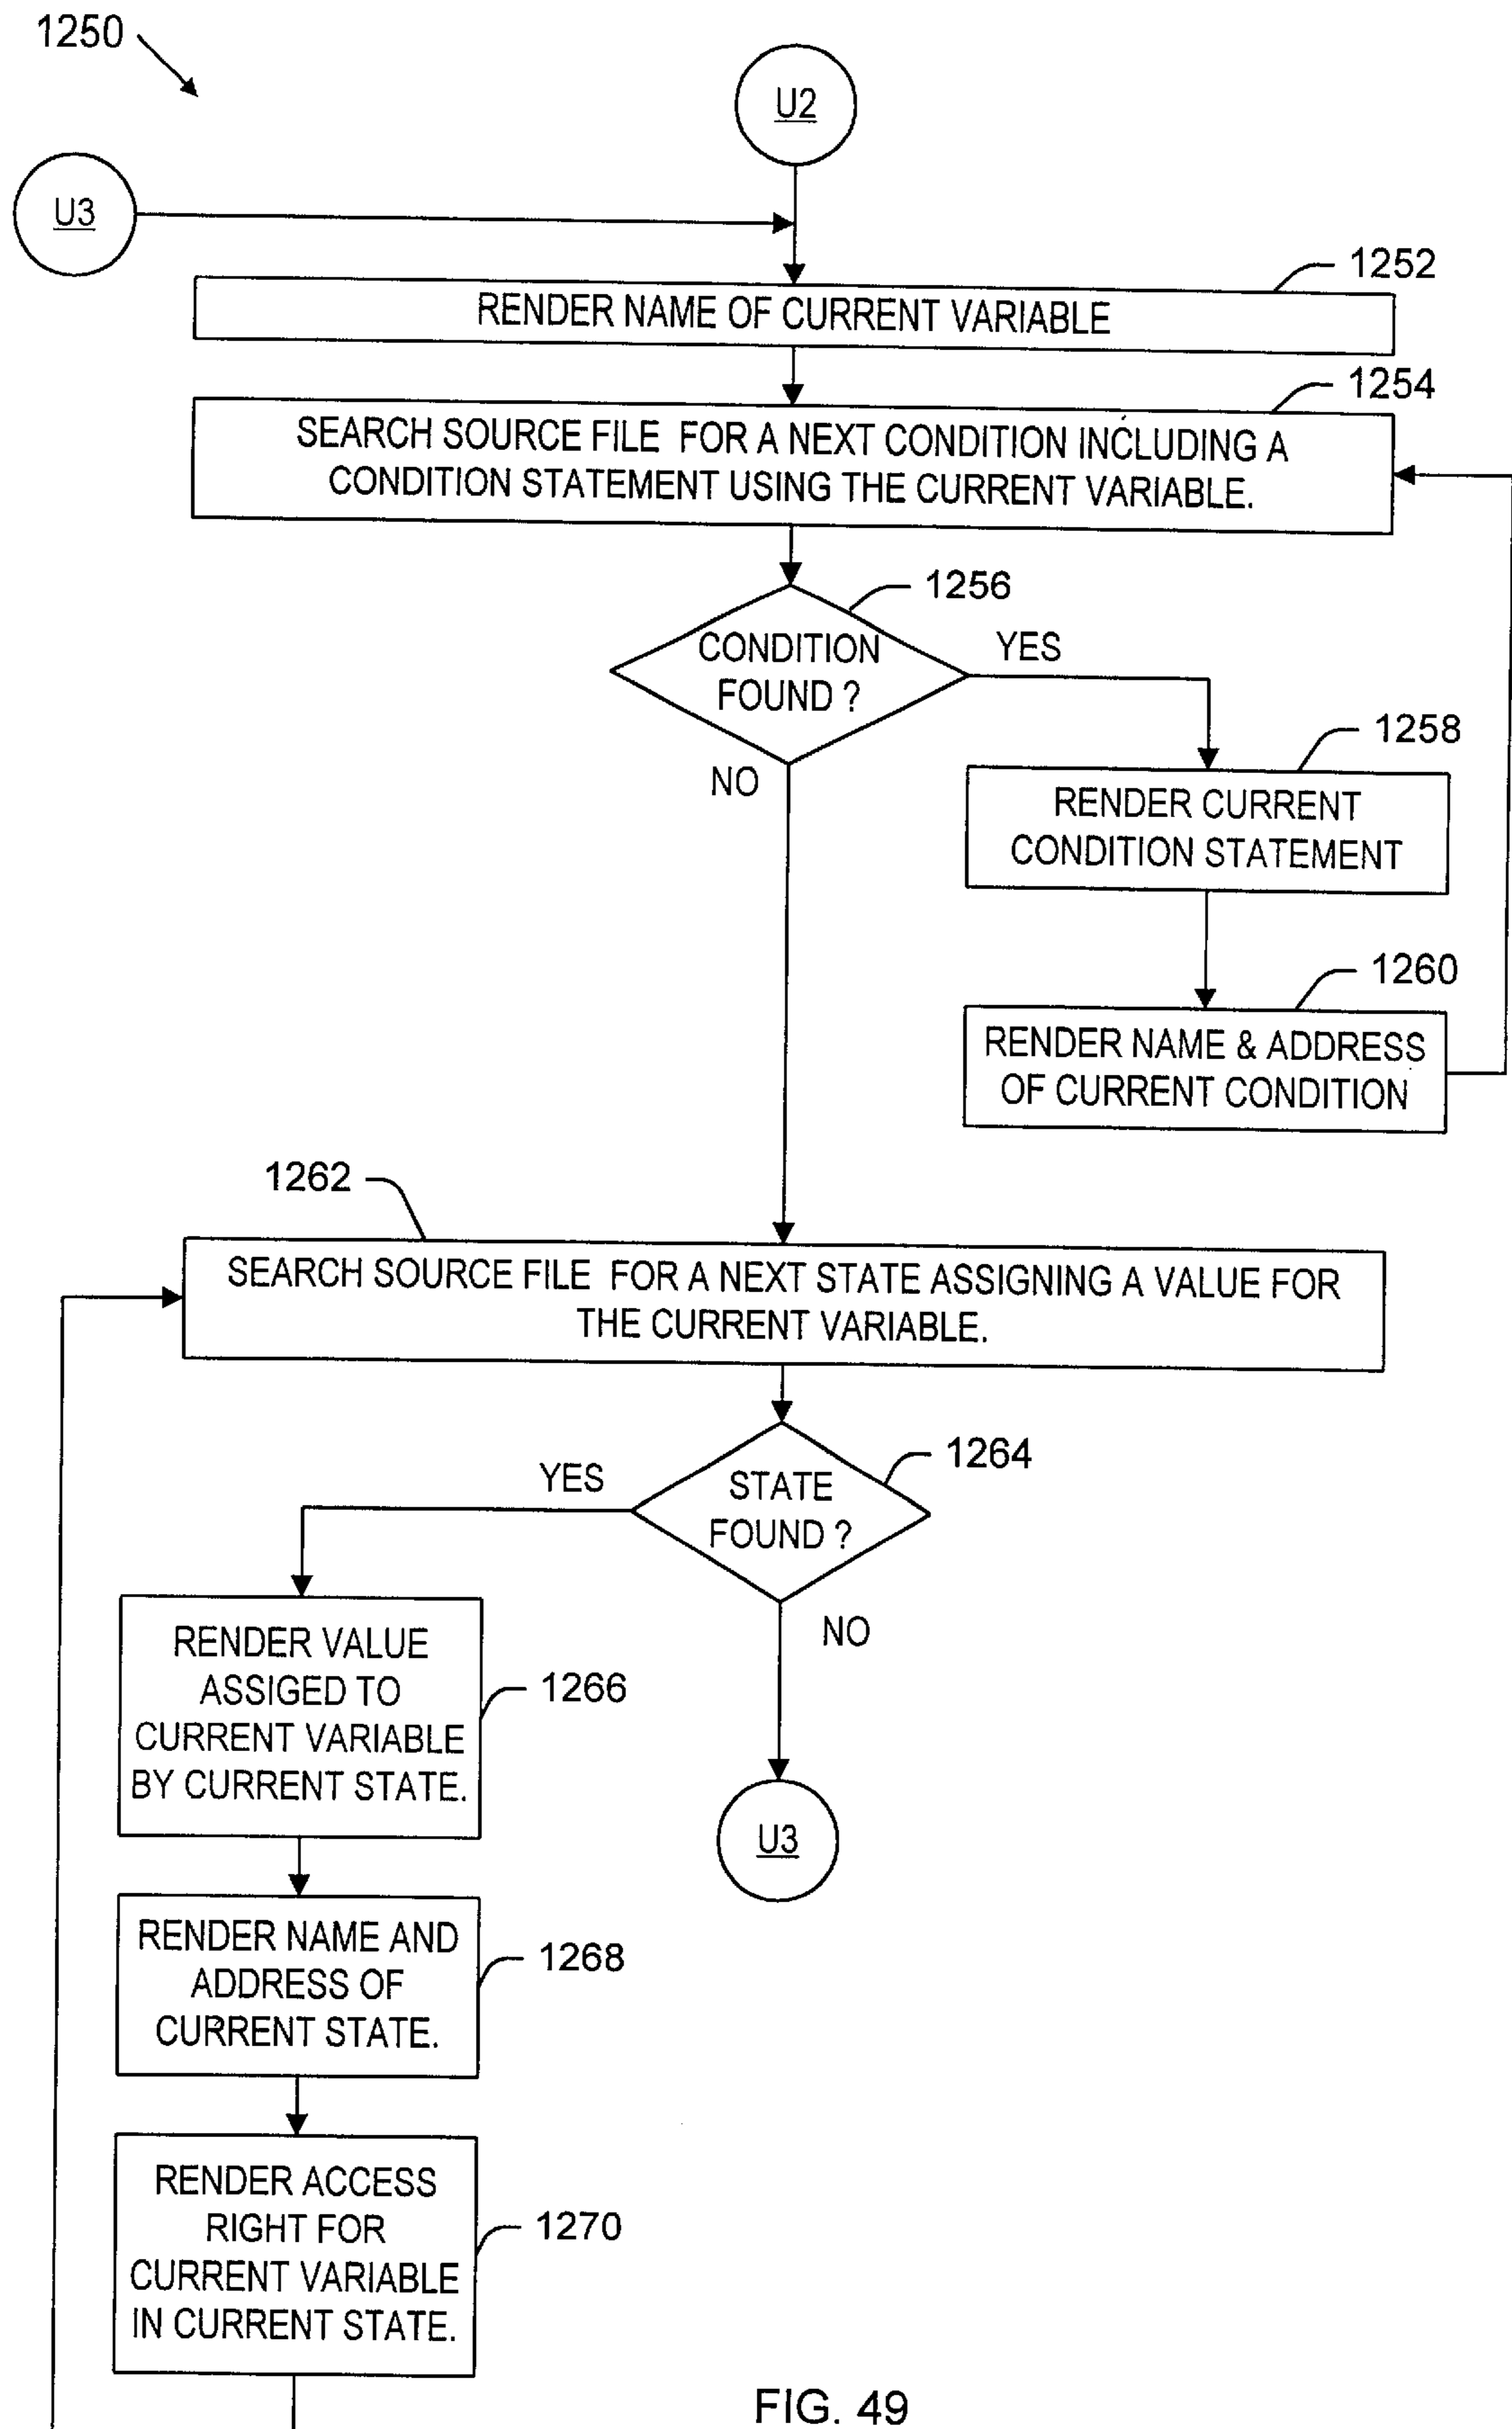 1250
U2
U3
1252
RENDER NAME OF CURRENT VARIABLE
1254
SEARCH SOURCE FILE FOR A NEXT CONDITION INCLUDING A
CONDITION STATEMENT USING THE CURRENT VARIABLE.
1256
CONDITION
FOUND ?
YES
NO
1258
RENDER CURRENT
CONDITION STATEMENT
1260
RENDER NAME & ADDRESS
OF CURRENT CONDITION
1262
SEARCH SOURCE FILE FOR A NEXT STATE ASSIGNING A VALUE FOR
THE CURRENT VARIABLE.
1264
STATE
FOUND ?
YES
NO
RENDER VALUE
ASSIGED TO
CURRENT VARIABLE
BY CURRENT STATE.
1266
U3
RENDER NAME AND
ADDRESS OF
CURRENT STATE.
1268
RENDER ACCESS
RIGHT FOR
CURRENT VARIABLE
IN CURRENT STATE.
1270
FIG. 49